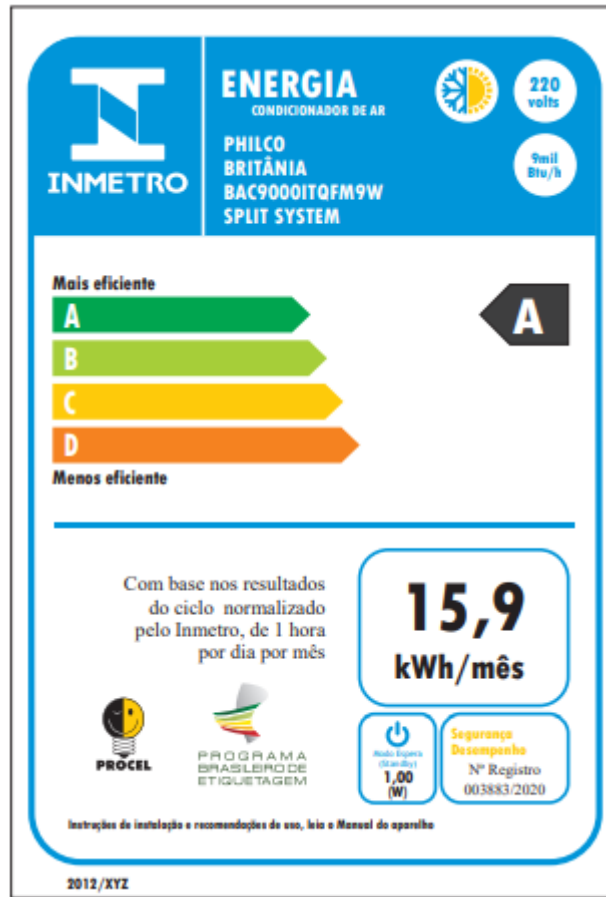 INMETRO
ENERGIA
CONDICIONADOR DE AR
220
volts
PHILCO
BRITÂNIA
BAC9000ITQFM9W
SPLIT SYSTEM
9mil
Btu/h
Mais eficiente
A
A
B
C
D
Menos eficiente
Com base nos resultados
do ciclo normalizado
pelo Inmetro, de 1 hora
por dia por mês
15,9
kWh/mês
PROCEL
PROGRAMA
BRASILEIRO DE
ETIQUETAGEM
Modo Espera
(Standby)
1,00
(W)
Segurança
Desempenho
Nº Registro
003883/2020
Instruções de instalação e recomendações de uso, leia o Manual do aparelho
2012/XYZ